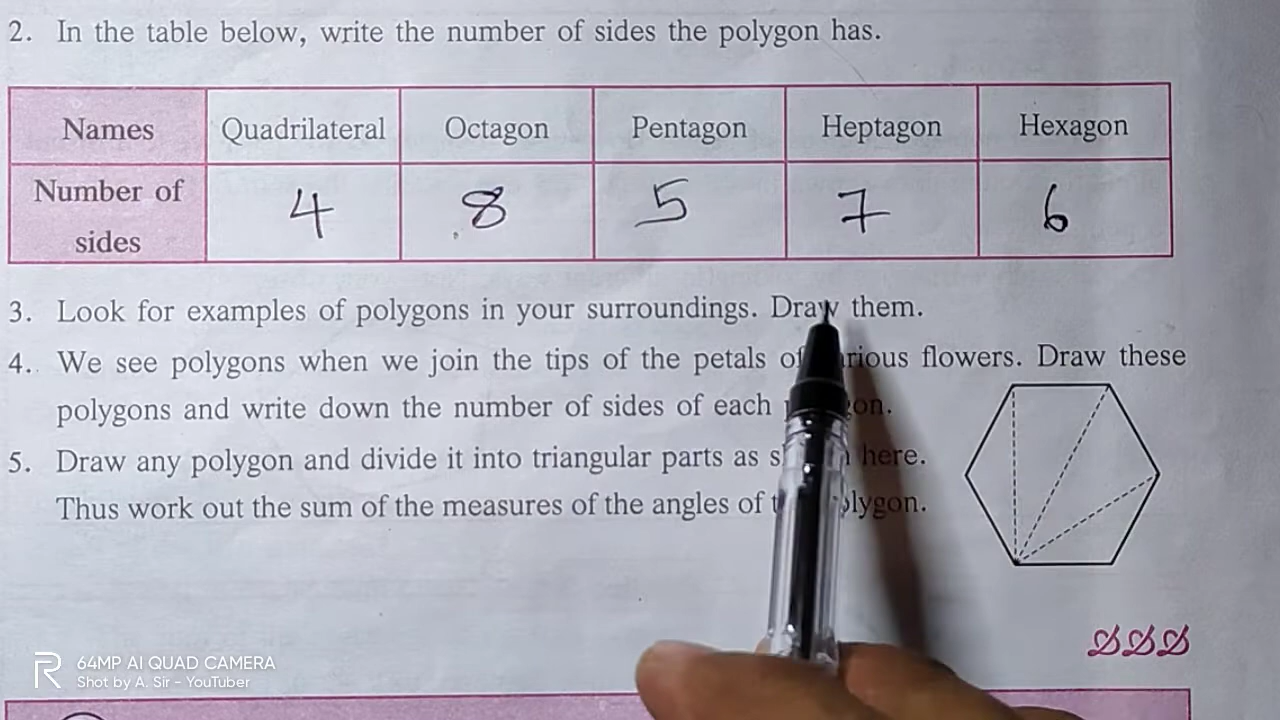 2. In the table below, write the number of sides the polygon has.
Names Quadrilateral Octagon Pentagon Heptagon Hexagon
Number of sides 4 8 5 7 6
3. Look for examples of polygons in your surroundings. Draw them.
4. We see polygons when we join the tips of the petals of various flowers. Draw these
polygons and write down the number of sides of each
5. Draw any polygon and divide it into triangular parts as here.
Thus work out the sum of the measures of the angles of polygon.
64MP AI QUAD CAMERA
Shot by A. Sir - YouTuber